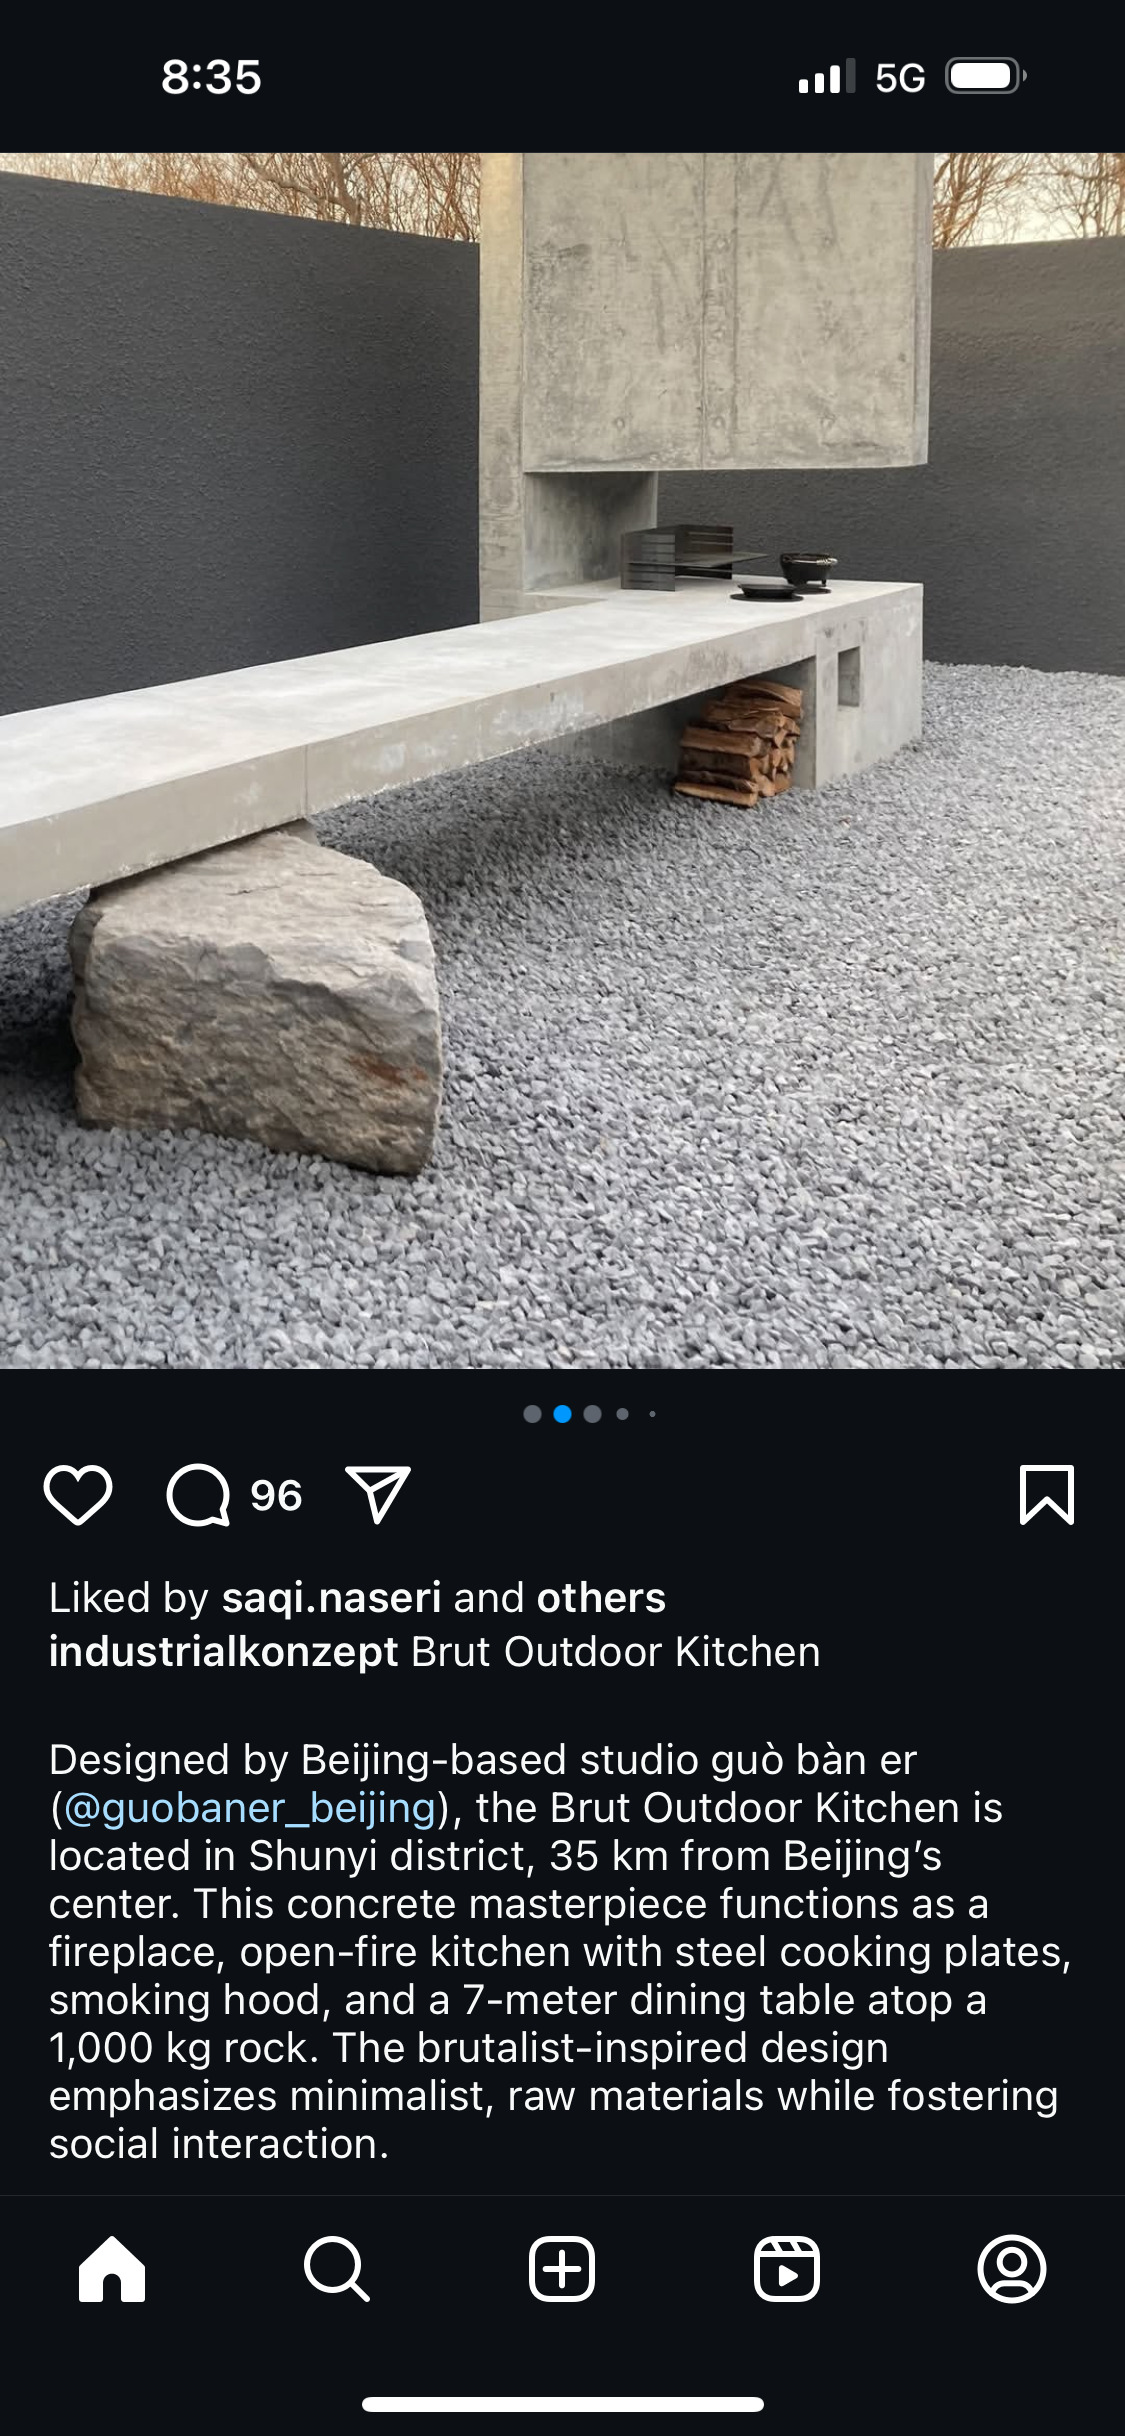 8:35
5G
96
Liked by saqi.naseri and others
industrialkonzept Brut Outdoor Kitchen
Designed by Beijing-based studio guò bàn er
(@guobaner_beijing), the Brut Outdoor Kitchen is
located in Shunyi district, 35 km from Beijing’s
center. This concrete masterpiece functions as a
fireplace, open-fire kitchen with steel cooking plates,
smoking hood, and a 7-meter dining table atop a
1,000 kg rock. The brutalist-inspired design
emphasizes minimalist, raw materials while fostering
social interaction.